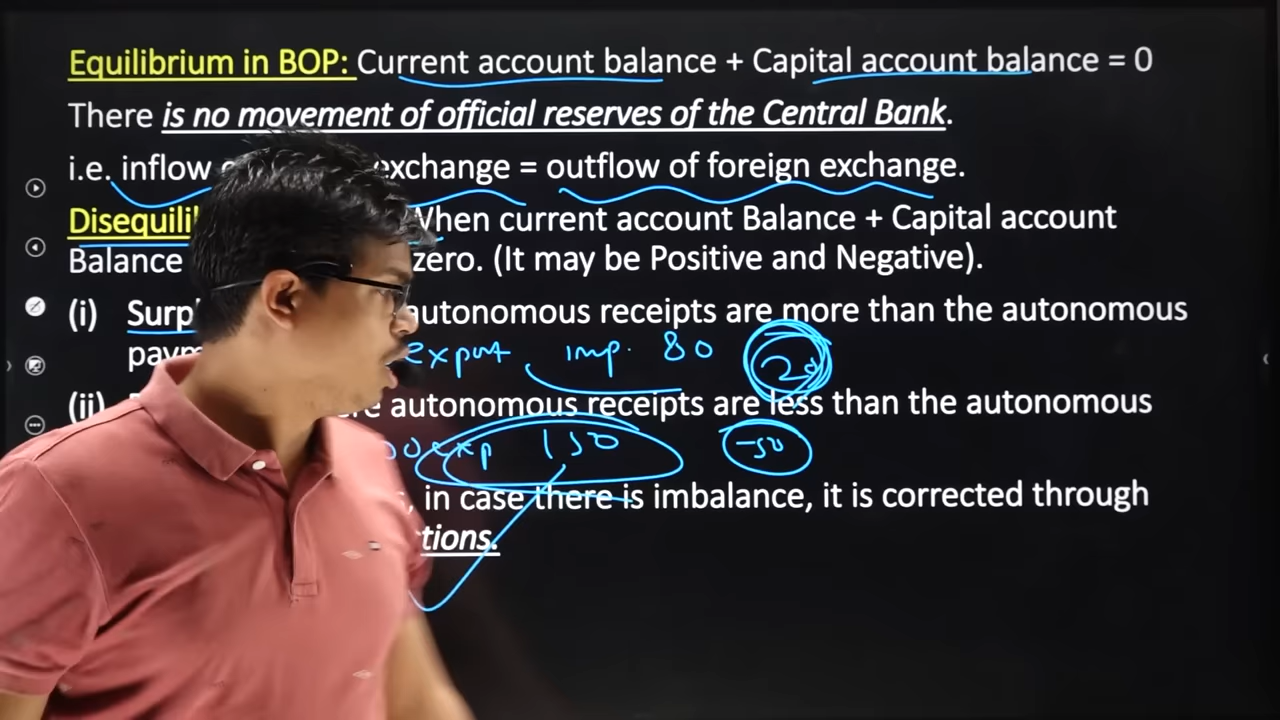 Equilibrium in BOP: Current account balance + Capital account balance = 0
There is no movement of official reserves of the Central Bank.
i.e. inflow exchange = outflow of foreign exchange.
When current account Balance + Capital account
Balance zero. (It may be Positive and Negative).
(i) autonomous receipts are more than the autonomous
export imp. 80 20
(ii) autonomous receipts are less than the autonomous
exp 150 -50
, in case there is imbalance, it is corrected through